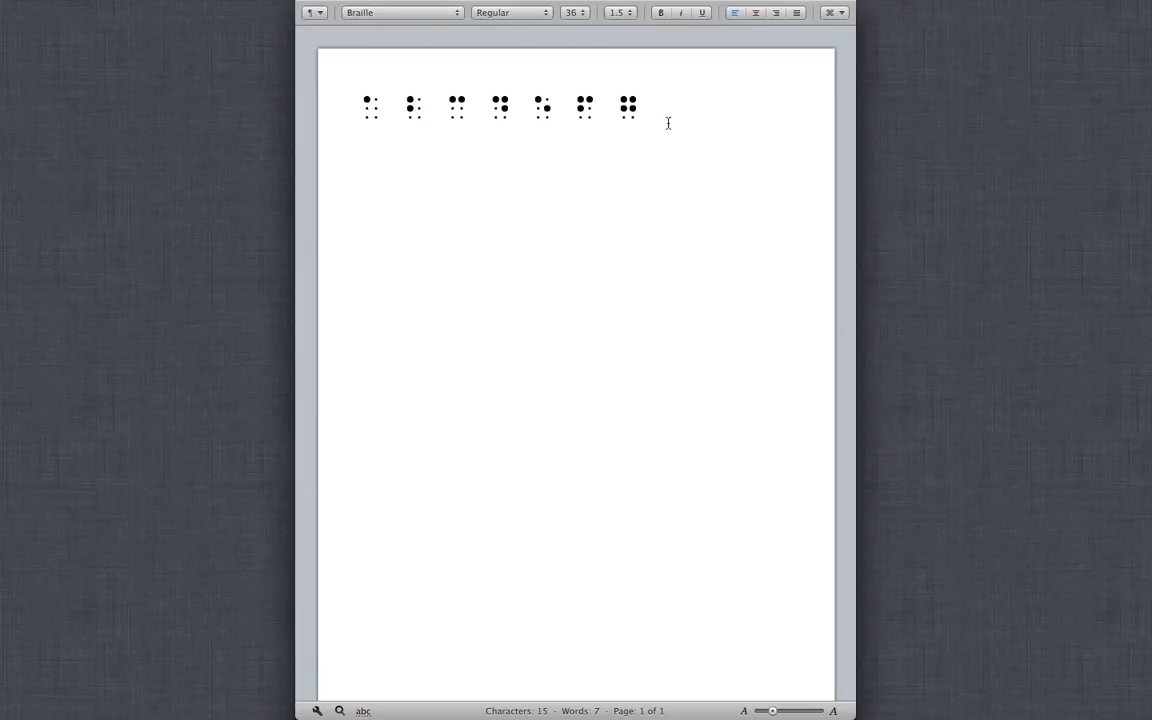 ¶ Braille Regular 36 1.5 B i U ⌘
⠁ ⠃ ⠉ ⠙ ⠑ ⠋ ⠛
abc Characters: 15 - Words: 7 - Page: 1 of 1 A A